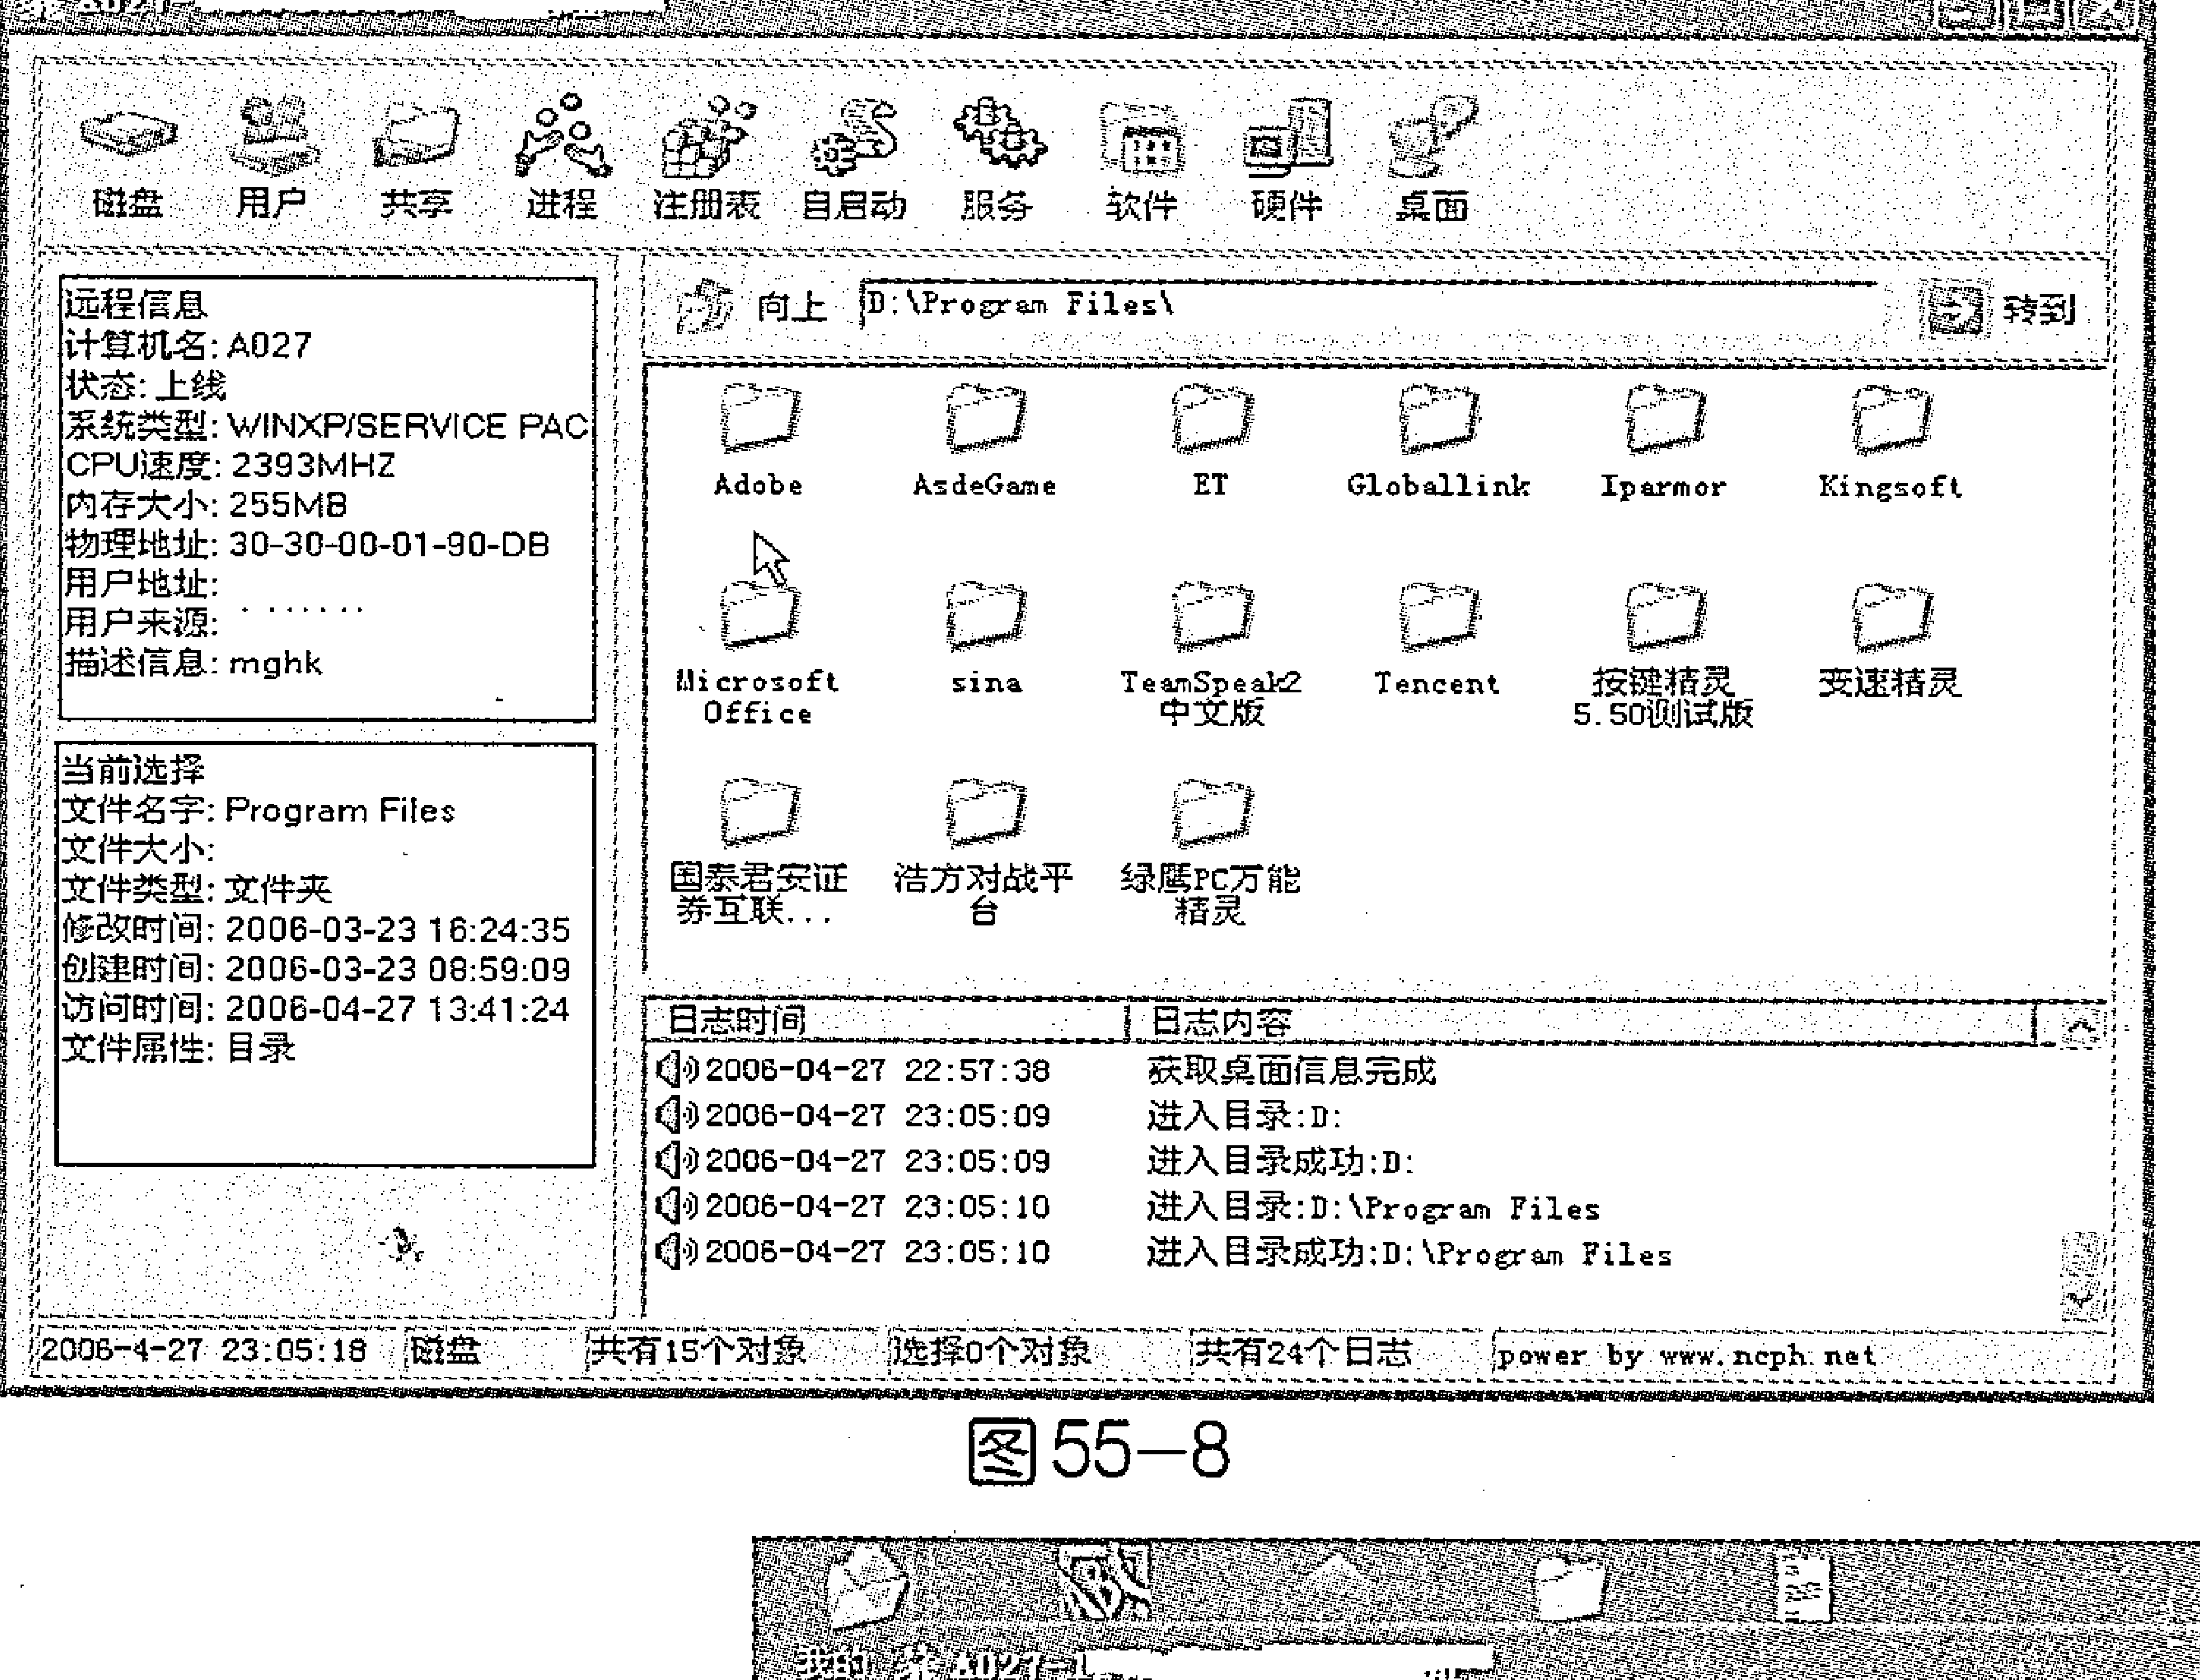 A027-
磁盘 用户 共享 进程 注册表 自启动 服务 软件 硬件 桌面
远程信息
计算机名: A027
状态: 上线
系统类型: WINXP/SERVICE PAC
CPU速度: 2393MHZ
内存大小: 255MB
物理地址: 30-30-00-01-90-DB
用户地址:
用户来源:
描述信息: mghk
当前选择
文件名字: Program Files
文件大小:
文件类型: 文件夹
修改时间: 2006-03-23 16:24:35
创建时间: 2006-03-23 08:59:09
访问时间: 2006-04-27 13:41:24
文件属性: 目录
向上 D:\Program Files\ 转到
Adobe AsdeGame ET Globallink Iparmor Kingsoft
Microsoft Office sina TeamSpeak2 中文版 Tencent 按键精灵 5.50测试版 变速精灵
国泰君安证券互联... 浩方对战平台 绿鹰PC万能精灵
日志时间 日志内容
2006-04-27 22:57:38 获取桌面信息完成
2006-04-27 23:05:09 进入目录:D:
2006-04-27 23:05:09 进入目录成功:D:
2006-04-27 23:05:10 进入目录:D:\Program Files
2006-04-27 23:05:10 进入目录成功:D:\Program Files
2006-4-27 23:05:18 磁盘 共有15个对象 选择0个对象 共有24个日志 power by www.ncph.net
图55-8
我的 A027-